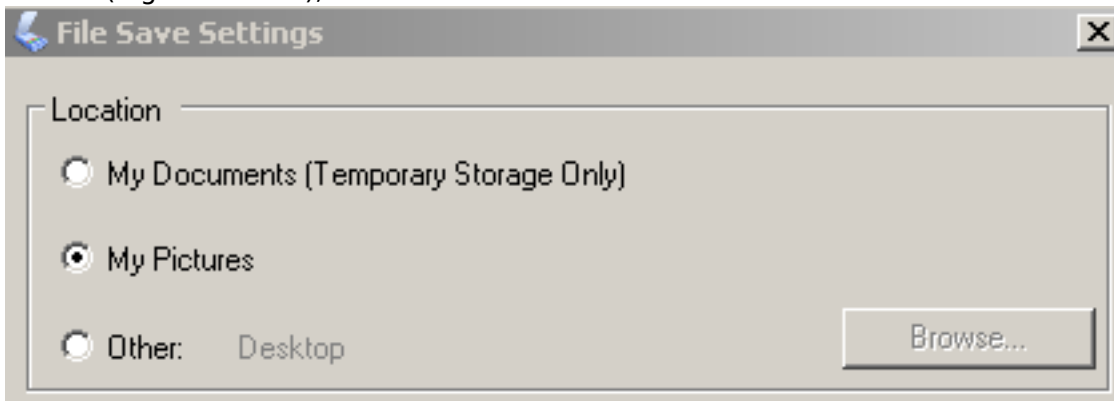 File Save Settings
Location
My Documents (Temporary Storage Only)
My Pictures
Other: Desktop
Browse...